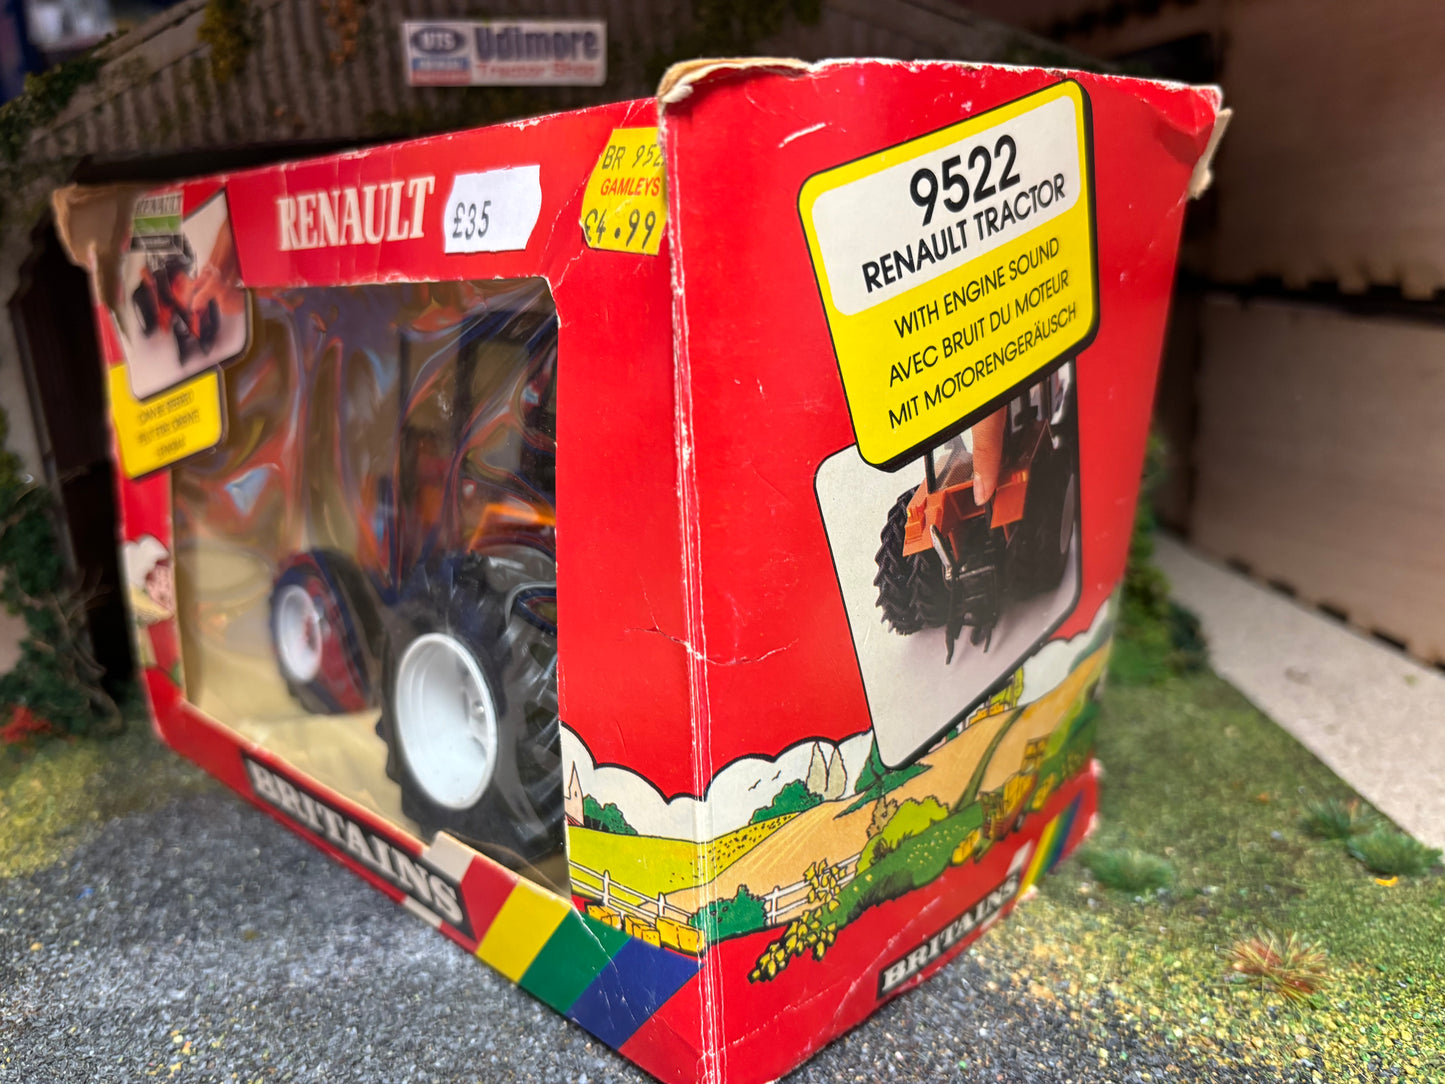 UTS
Udimore
Tractor Shop
RENAULT
£35
BR 952
GAMLEYS
£4.99
RENAULT
9522
RENAULT TRACTOR
WITH ENGINE SOUND
AVEC BRUIT DU MOTEUR
MIT MOTORENGERÄUSCH
BRITAINS
BRITAINS